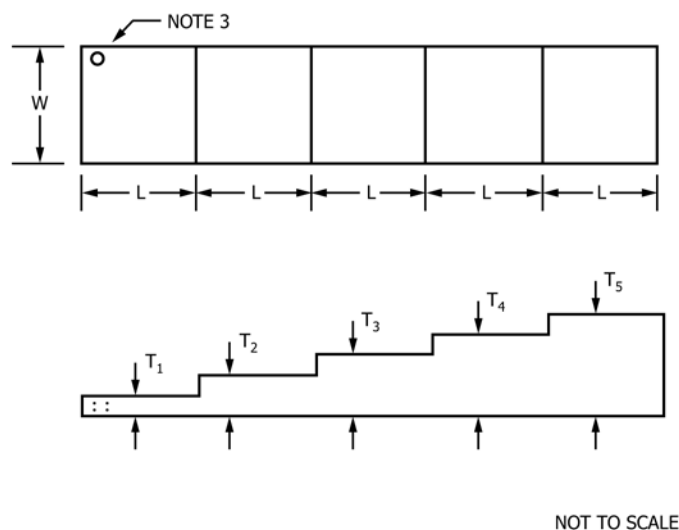 NOTE 3
W
L L L L L
T1 T2 T3 T4 T5
NOT TO SCALE